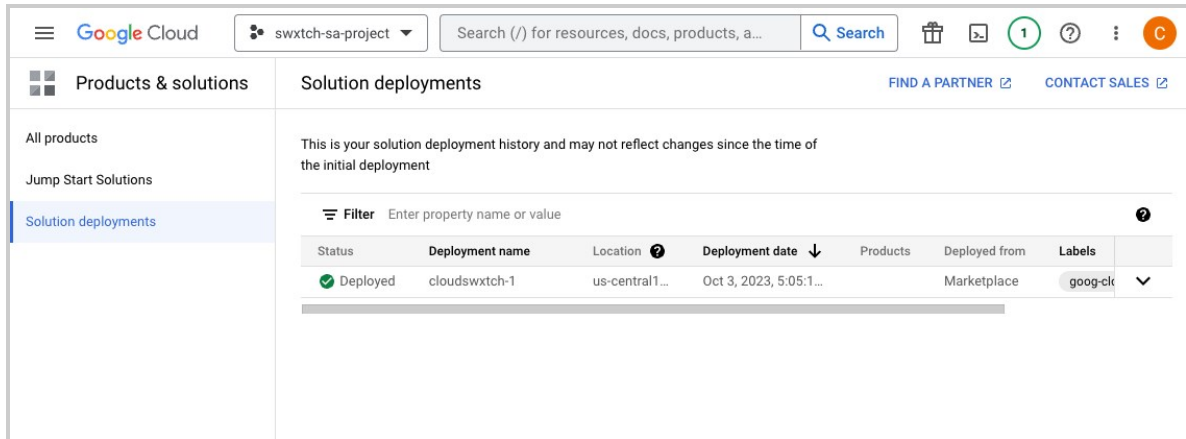 Google Cloud
swxtch-sa-project
Search (/) for resources, docs, products, a...
Search
1
C
Products & solutions
Solution deployments
FIND A PARTNER
CONTACT SALES
All products
Jump Start Solutions
Solution deployments
This is your solution deployment history and may not reflect changes since the time of
the initial deployment
Filter Enter property name or value
Status Deployment name Location Deployment date Products Deployed from Labels
Deployed cloudswxtch-1 us-central1... Oct 3, 2023, 5:05:1... Marketplace goog-clo